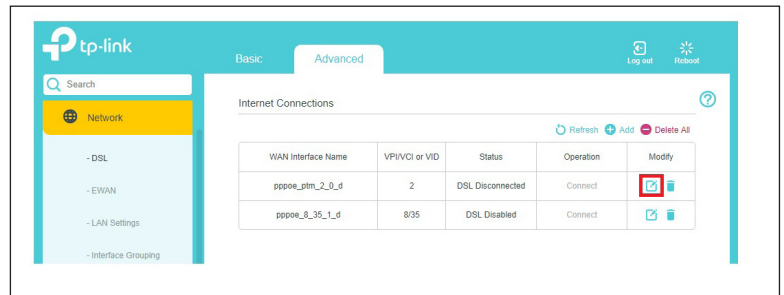 tp-link
Basic Advanced Log out Reboot
Search
Network
- DSL
- EWAN
- LAN Settings
- Interface Grouping
Internet Connections
Refresh Add Delete All
WAN Interface Name VPI/VCI or VID Status Operation Modify
pppoe_ptm_2_0_d 2 DSL Disconnected Connect
pppoe_8_35_1_d 8/35 DSL Disabled Connect